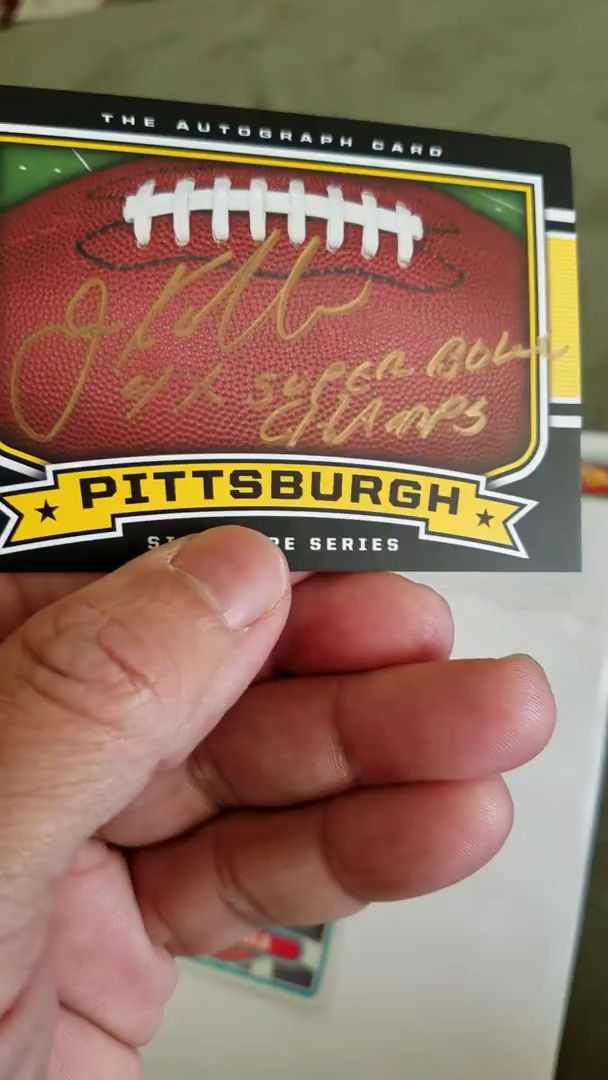 THE AUTOGRAPH CARD
4X SUPER BOWL
CHAMPS
PITTSBURGH
SERIES